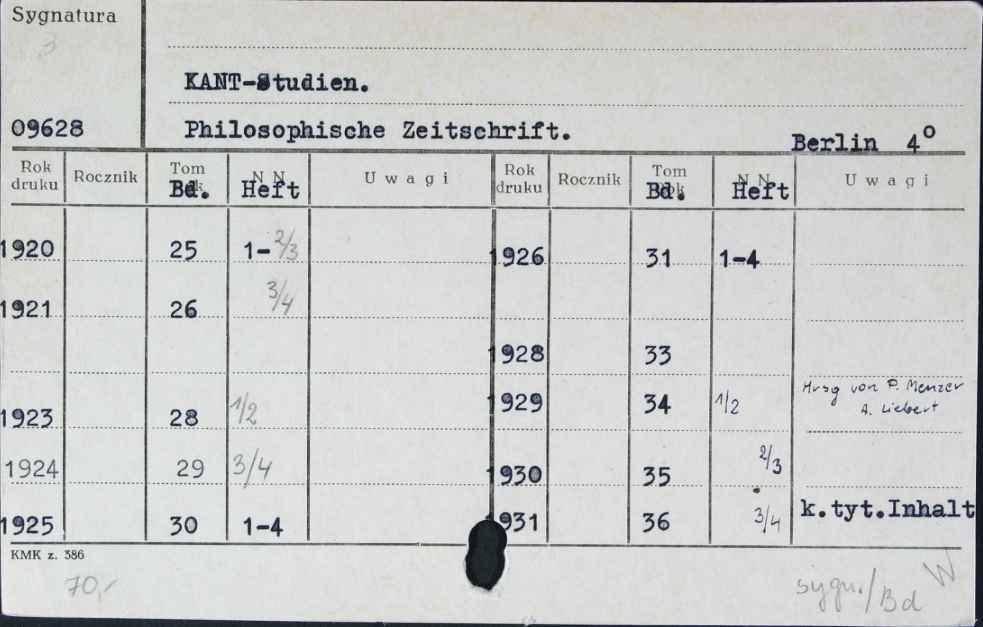 Sygnatura
3
KANT-Studien.
09628
Philosophische Zeitschrift.
Berlin 4°
Rok druku Rocznik Tom Bd. N N Heft Uwagi Rok druku Rocznik Tom Bd. N N Heft Uwagi
1920 25 1-2/3 1926 31 1-4
1921 26 3/4
1928 33
1923 28 1/2 1929 34 1/2 Hrsg von P. Menzer
A. Liebert
1924 29 3/4 1930 35 2/3
1925 30 1-4 1931 36 3/4 k.tyt.Inhalt
KMK z. 386
70,-
sygn./Bd W